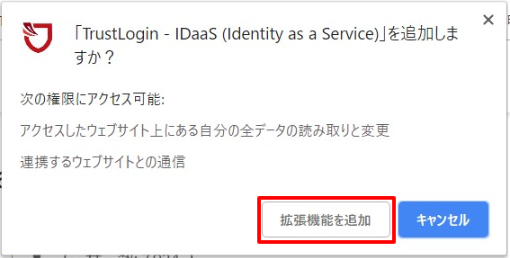 「TrustLogin - IDaaS (Identity as a Service)」を追加しま
すか？
次の権限にアクセス可能:
アクセスしたウェブサイト上にある自分の全データの読み取りと変更
連携するウェブサイトとの通信
拡張機能を追加
キャンセル